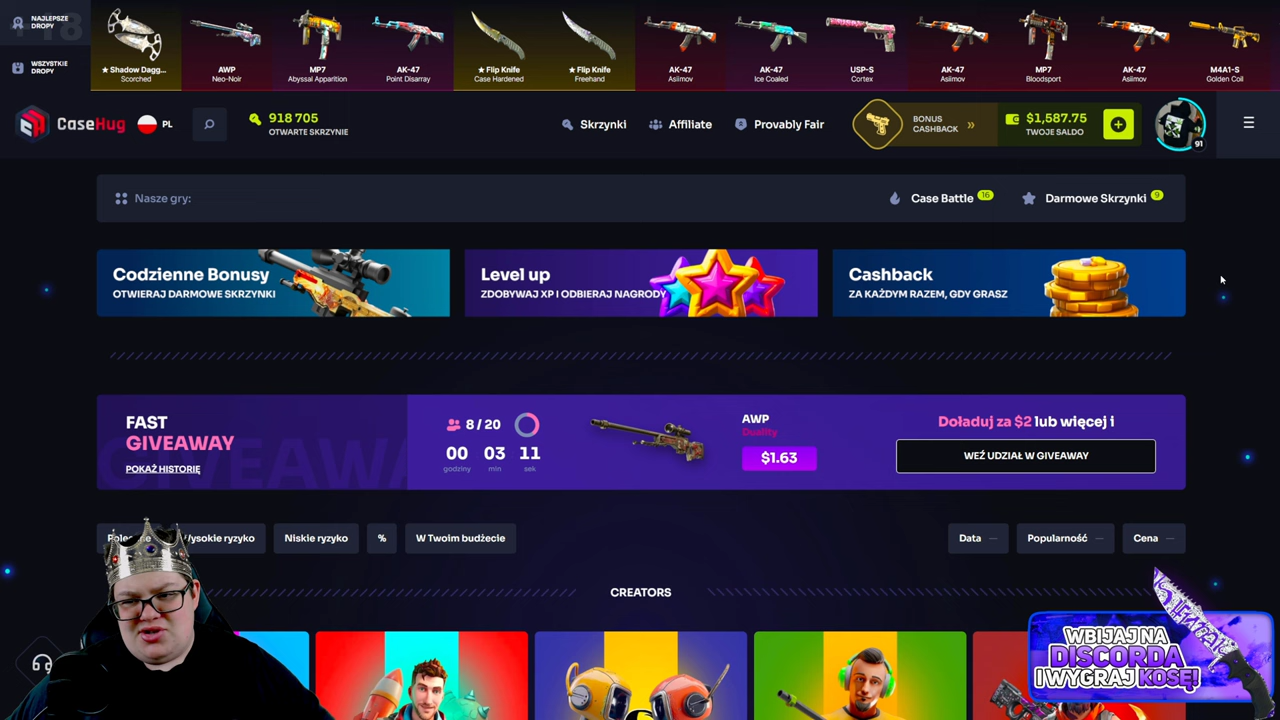 NAJLEPSZE
DROPY
WSZYSTKIE
DROPY
★ Shadow Dagg...
Scorched
AWP
Neo-Noir
MP7
Abyssal Apparition
AK-47
Point Disarray
★ Flip Knife
Case Hardened
★ Flip Knife
Freehand
AK-47
Asiimov
AK-47
Ice Coaled
USP-S
Cortex
AK-47
Asiimov
MP7
Bloodsport
AK-47
Asiimov
M4A1-S
Golden Coil
CaseHug
PL
918 705
OTWARTE SKRZYNIE
Skrzynki
Affiliate
Provably Fair
BONUS
CASHBACK »
$1,587.75
TWOJE SALDO
91
Nasze gry:
Case Battle 16
Darmowe Skrzynki 9
Codzienne Bonusy
OTWIERAJ DARMOWE SKRZYNKI
Level up
ZDOBYWAJ XP I ODBIERAJ NAGRODY
Cashback
ZA KAŻDYM RAZEM, GDY GRASZ
FAST
GIVEAWAY
POKAŻ HISTORIĘ
8 / 20
00 03 11
godziny min sek
AWP
Duality
$1.63
Doładuj za $2 lub więcej i
WEŹ UDZIAŁ W GIVEAWAY
Wysokie ryzyko
Niskie ryzyko
%
W Twoim budżecie
Data
Popularność
Cena
CREATORS
WBIJAJ NA
DISCORDA
I WYGRAJ KOSĘ!